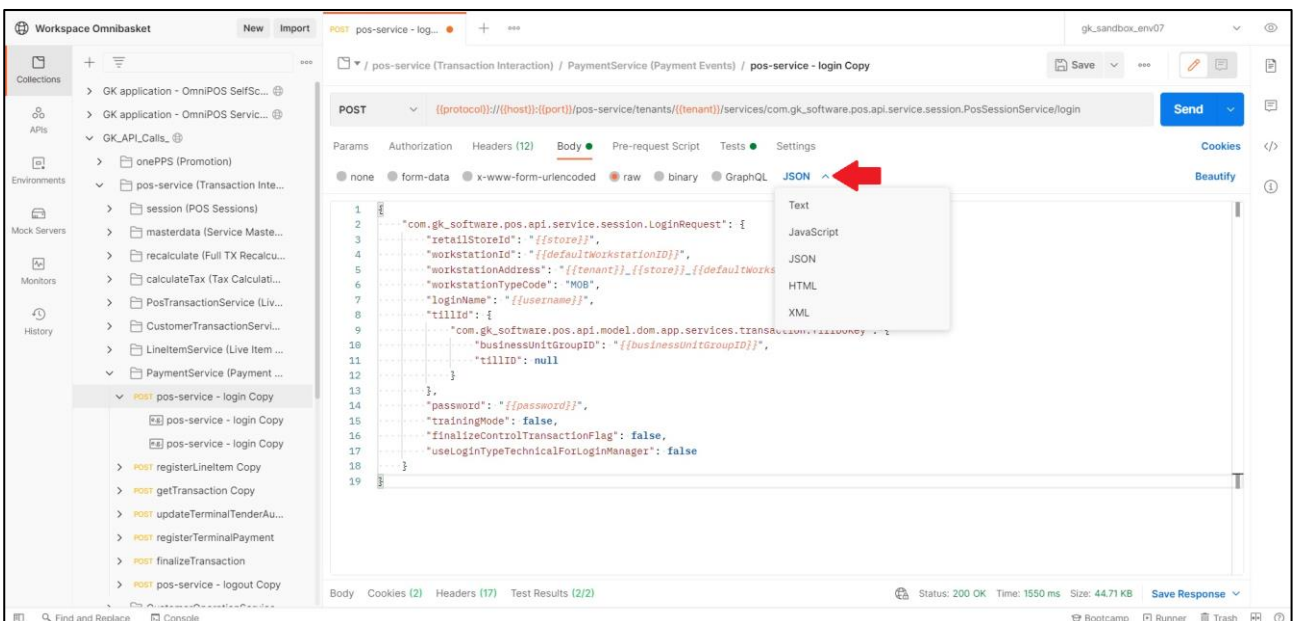 Workspace Omnibasket New Import
POST pos-service - log...
gk_sandbox_env07
Collections
APIs
Environments
Mock Servers
Monitors
History
GK application - OmniPOS SelfSc...
GK application - OmniPOS Servic...
GK_API_Calls_
onePPS (Promotion)
pos-service (Transaction Inte...
session (POS Sessions)
masterdata (Service Maste...
recalculate (Full TX Recalcu...
calculateTax (Tax Calculati...
PosTransactionService (Liv...
CustomerTransactionServi...
LineItemService (Live Item ...
PaymentService (Payment ...
POST pos-service - login Copy
e.g. pos-service - login Copy
e.g. pos-service - login Copy
POST registerLineItem Copy
POST getTransaction Copy
POST updateTerminalTenderAu...
POST registerTerminalPayment
POST finalizeTransaction
POST pos-service - logout Copy
/ pos-service (Transaction Interaction) / PaymentService (Payment Events) / pos-service - login Copy
Save
POST {{protocol}}://{{host}}:{{port}}/pos-service/tenants/{{tenant}}/services/com.gk_software.pos.api.service.session.PosSessionService/login
Send
Params Authorization Headers (12) Body Pre-request Script Tests Settings Cookies
none form-data x-www-form-urlencoded raw binary GraphQL JSON Beautify
Text
JavaScript
JSON
HTML
XML
1 {
2 "com.gk_software.pos.api.service.session.LoginRequest": {
3 "retailStoreId": "{{store}}",
4 "workstationId": "{{defaultWorkstationID}}",
5 "workstationAddress": "{{tenant}}_{{store}}_{{defaultWorks
6 "workstationTypeCode": "MOB",
7 "loginName": "{{username}}",
8 "tillId": {
9 "com.gk_software.pos.api.model.dom.app.services.transaction.TillDoKey": {
10 "businessUnitGroupID": "{{businessUnitGroupID}}",
11 "tillID": null
12 }
13 },
14 "password": "{{password}}",
15 "trainingMode": false,
16 "finalizeControlTransactionFlag": false,
17 "useLoginTypeTechnicalForLoginManager": false
18 }
19 }
Body Cookies (2) Headers (17) Test Results (2/2) Status: 200 OK Time: 1550 ms Size: 44.71 KB Save Response
Find and Replace Console Bootcamp Runner Trash